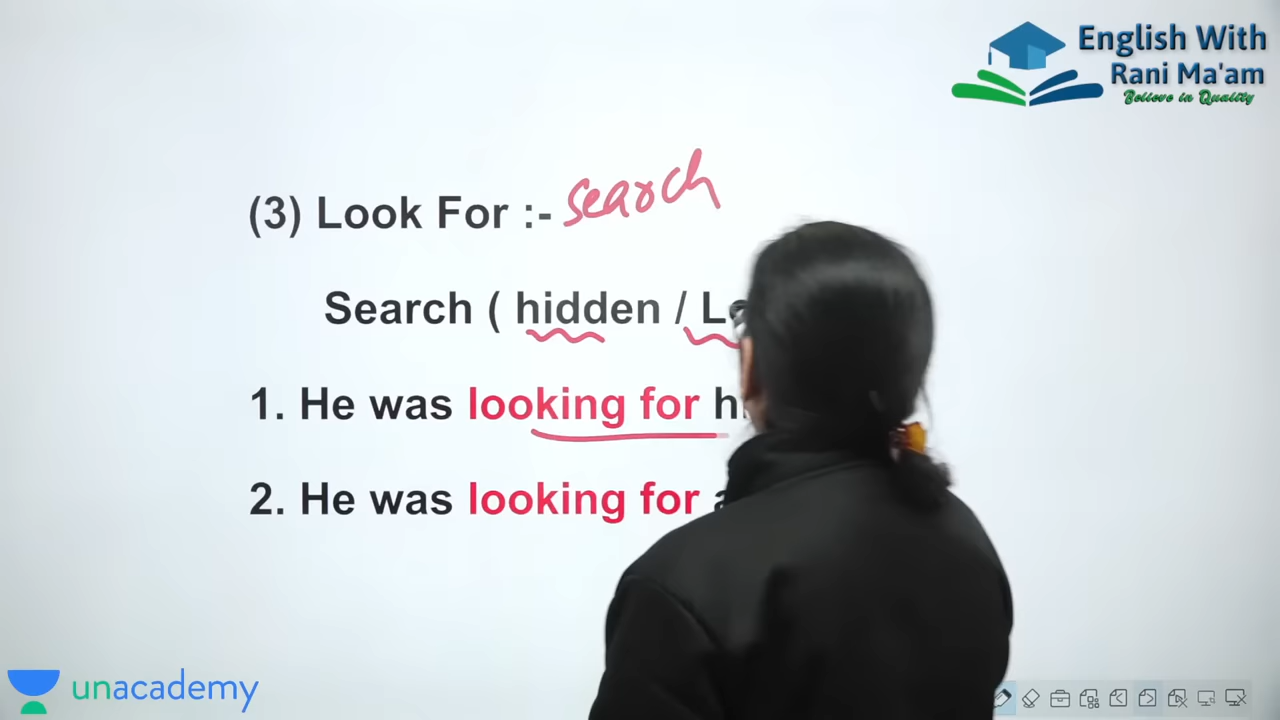 English With
Rani Ma'am
Believe in Quality
(3) Look For :- search
Search ( hidden /
1. He was looking for
2. He was looking for
unacademy